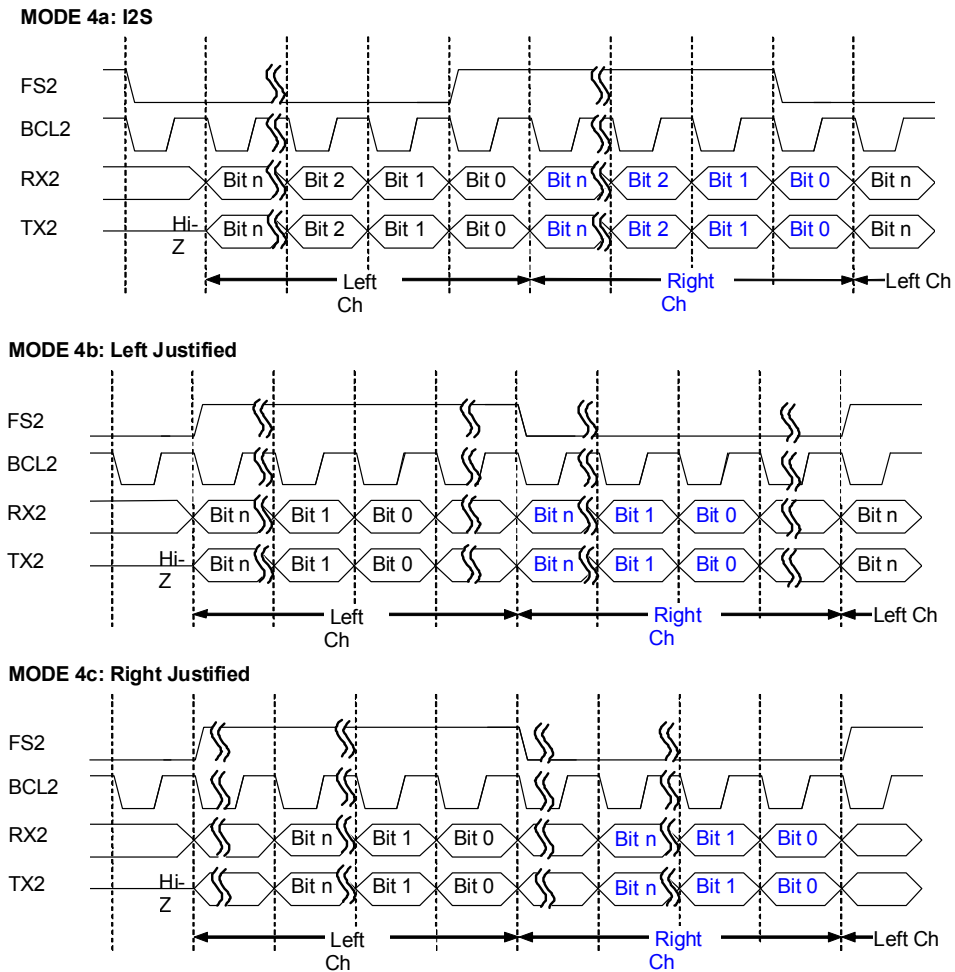 MODE 4a: I2S
FS2
BCL2
RX2 Bit n Bit 2 Bit 1 Bit 0 Bit n Bit 2 Bit 1 Bit 0 Bit n
TX2 Hi-Z Bit n Bit 2 Bit 1 Bit 0 Bit n Bit 2 Bit 1 Bit 0 Bit n
Left Ch Right Ch Left Ch
MODE 4b: Left Justified
FS2
BCL2
RX2 Bit n Bit 1 Bit 0 Bit n Bit 1 Bit 0 Bit n
TX2 Hi-Z Bit n Bit 1 Bit 0 Bit n Bit 1 Bit 0 Bit n
Left Ch Right Ch Left Ch
MODE 4c: Right Justified
FS2
BCL2
RX2 Bit n Bit 1 Bit 0 Bit n Bit 1 Bit 0
TX2 Hi-Z Bit n Bit 1 Bit 0 Bit n Bit 1 Bit 0
Left Ch Right Ch Left Ch